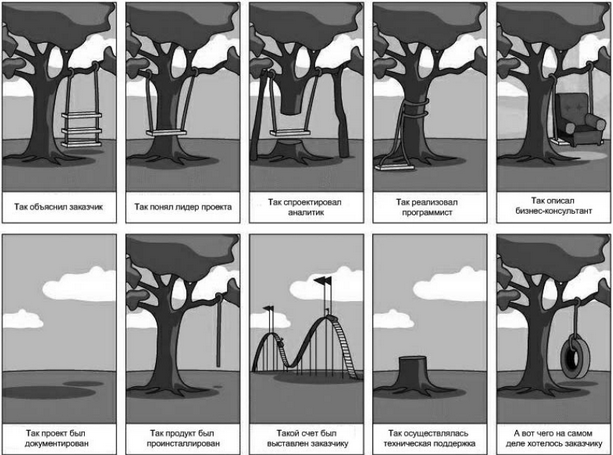 Так объяснил заказчик
Так понял лидер проекта
Так спроектировал
аналитик
Так реализовал
программист
Так описал
бизнес-консультант
Так проект был
документирован
Так продукт был
проинсталлирован
Такой счет был
выставлен заказчику
Так осуществлялась
техническая поддержка
А вот чего на самом
деле хотелось заказчику